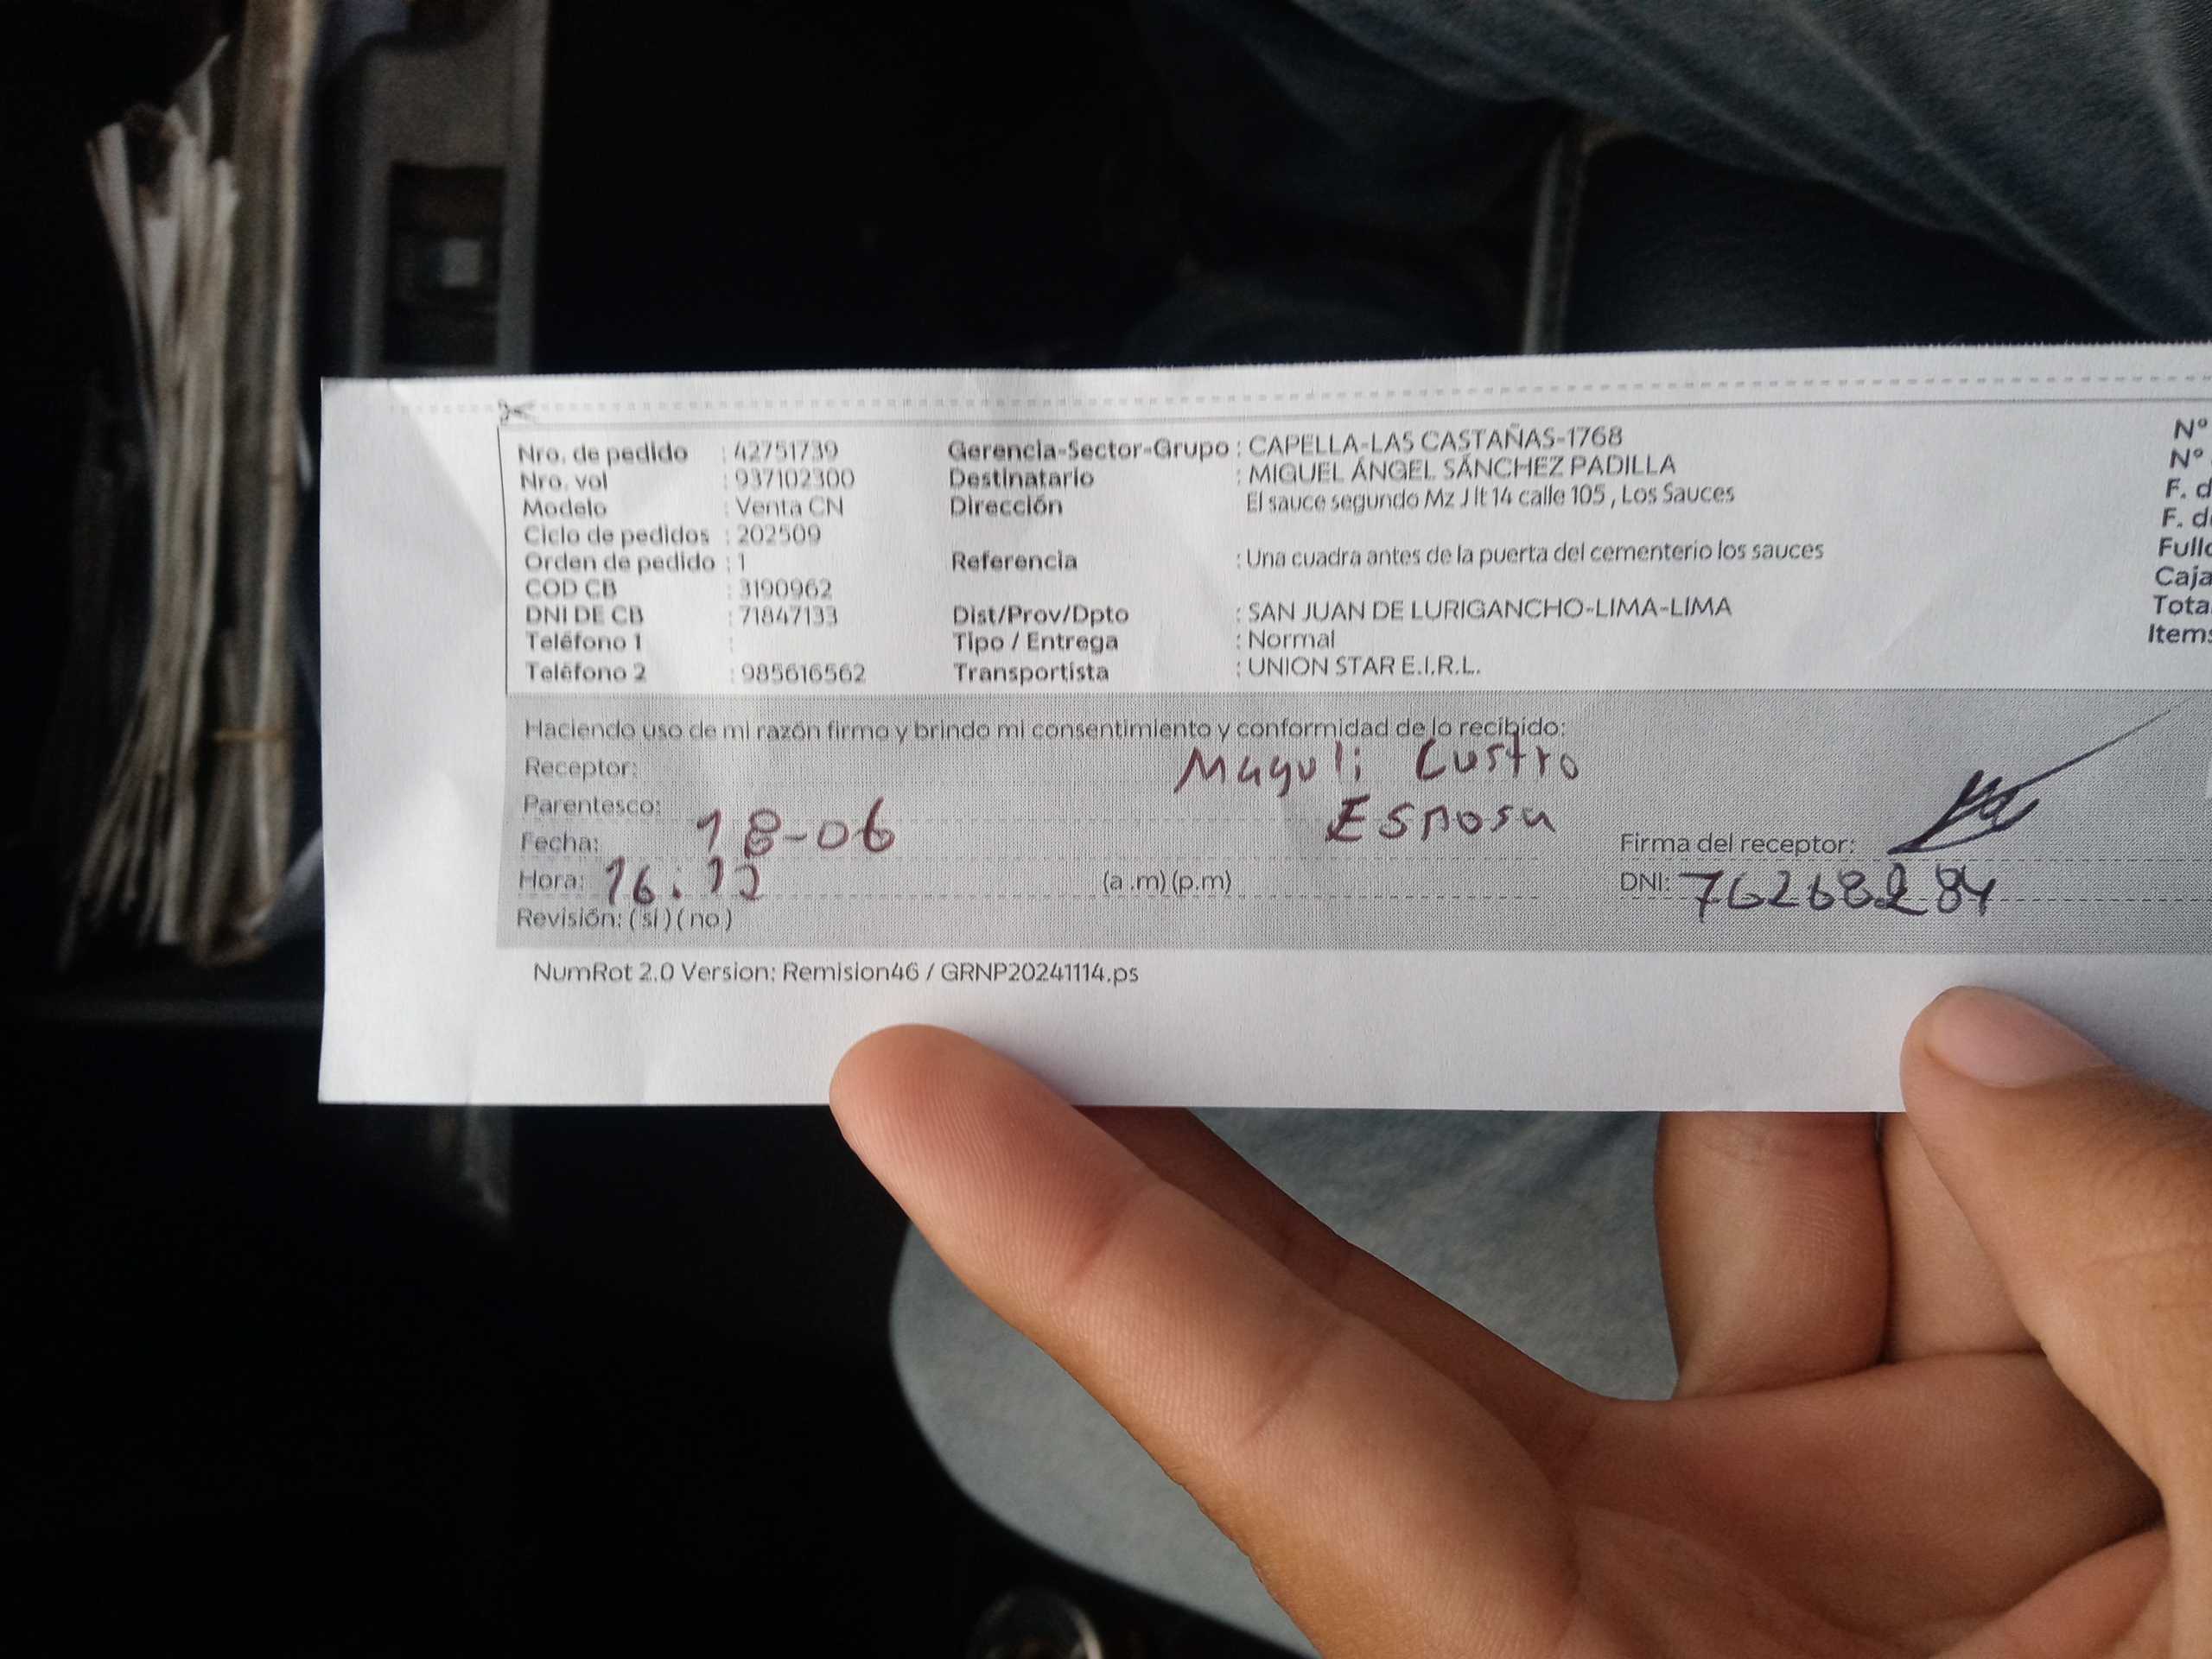 Nro. de pedido : 42751739 Gerencia-Sector-Grupo : CAPELLA-LAS CASTAÑAS-1768 N°
Nro. vol : 937102300 Destinatario : MIGUEL ÁNGEL SÁNCHEZ PADILLA N°
Modelo : Venta CN Dirección El sauce segundo Mz J lt 14 calle 105 , Los Sauces F. d
Ciclo de pedidos : 202509 F. de
Orden de pedido : 1 Referencia : Una cuadra antes de la puerta del cementerio los sauces Fullc
COD CB : 3190962 Caja
DNI DE CB : 71847133 Dist/Prov/Dpto : SAN JUAN DE LURIGANCHO-LIMA-LIMA Tota
Teléfono 1 : Tipo / Entrega : Normal Items
Teléfono 2 : 985616562 Transportista : UNION STAR E.I.R.L.
Haciendo uso de mi razón firmo y brindo mi consentimiento y conformidad de lo recibido:
Receptor: Maguli Castro
Parentesco: Esposa
Fecha: 18-06 Firma del receptor:
Hora: 16:12 (a .m) (p.m) DNI: 76268284
Revisión: ( si ) ( no )
NumRot 2.0 Version: Remision46 / GRNP20241114.ps